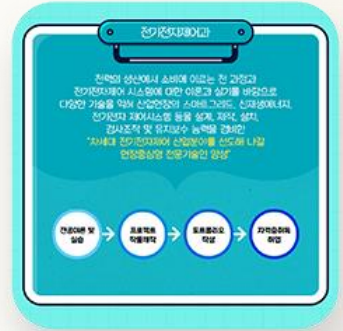 전기전자제어과
전력의 생산에서 소비에 이르는 전 과정과
전기전자제어 시스템에 대한 이론과 실기를 바탕으로
다양한 기술을 익혀 산업현장의 스마트그리드, 신재생에너지,
전기전자 제어시스템 등을 설계, 제작, 설치,
검사조작 및 유지보수 능력을 겸비한
"차세대 전기전자제어 산업분야를 선도해 나갈
현장중심형 전문기술인 양성"
전공이론 및
실습
프로젝트
작품제작
포트폴리오
작성
자격증취득
취업